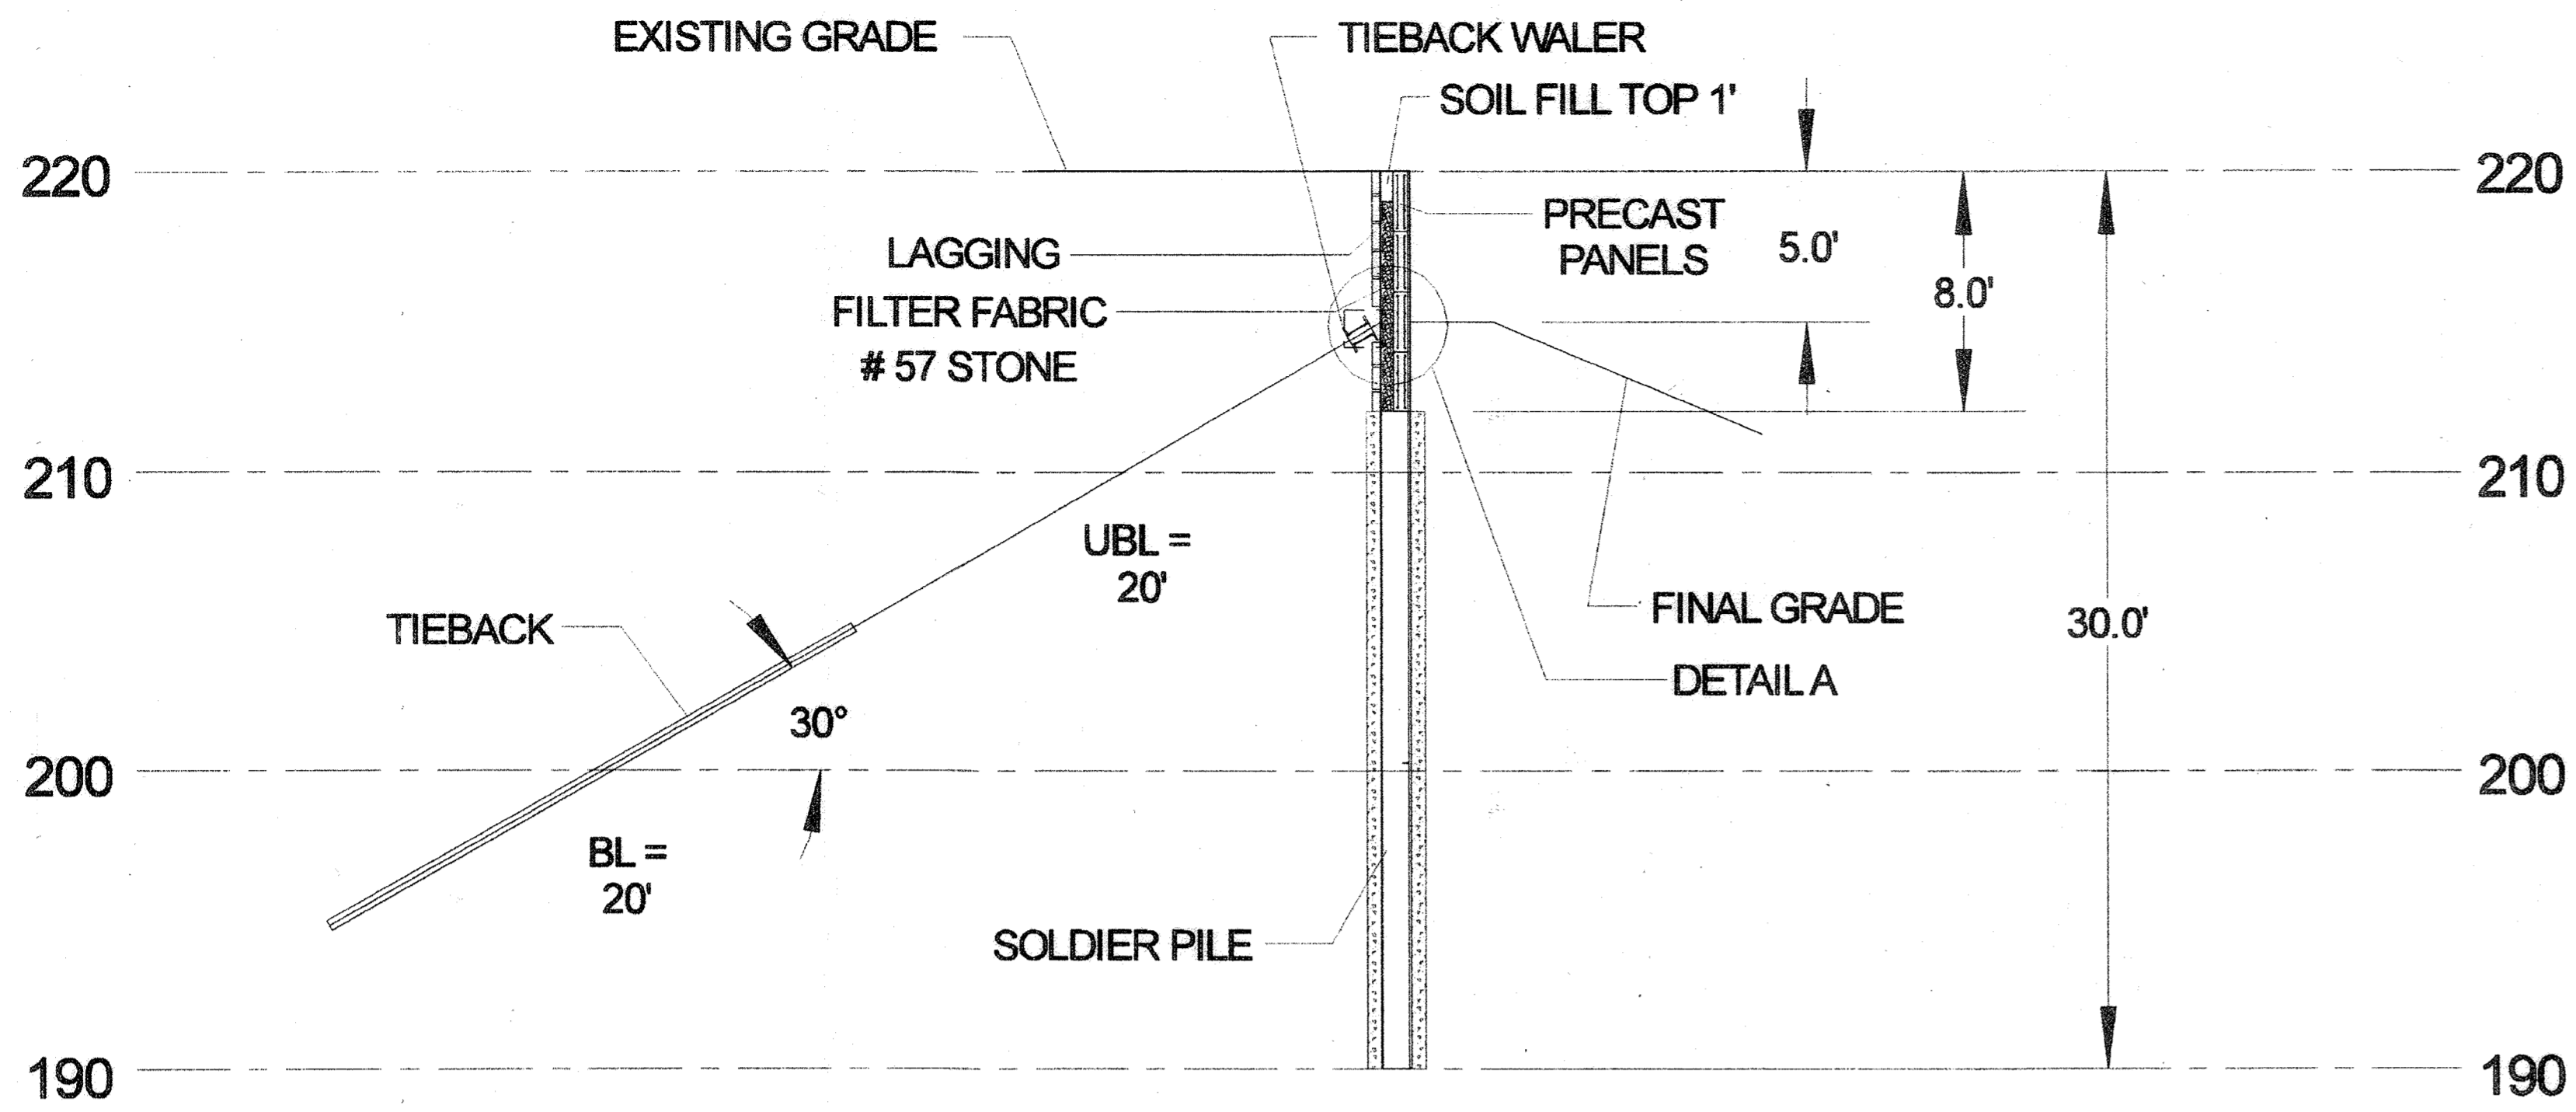 EXISTING GRADE
TIEBACK WALER
SOIL FILL TOP 1'
220
220
PRECAST
PANELS
5.0'
LAGGING
8.0'
FILTER FABRIC
# 57 STONE
210
210
UBL =
20'
TIEBACK
FINAL GRADE
30.0'
DETAIL A
30°
200
200
BL =
20'
SOLDIER PILE
190
190